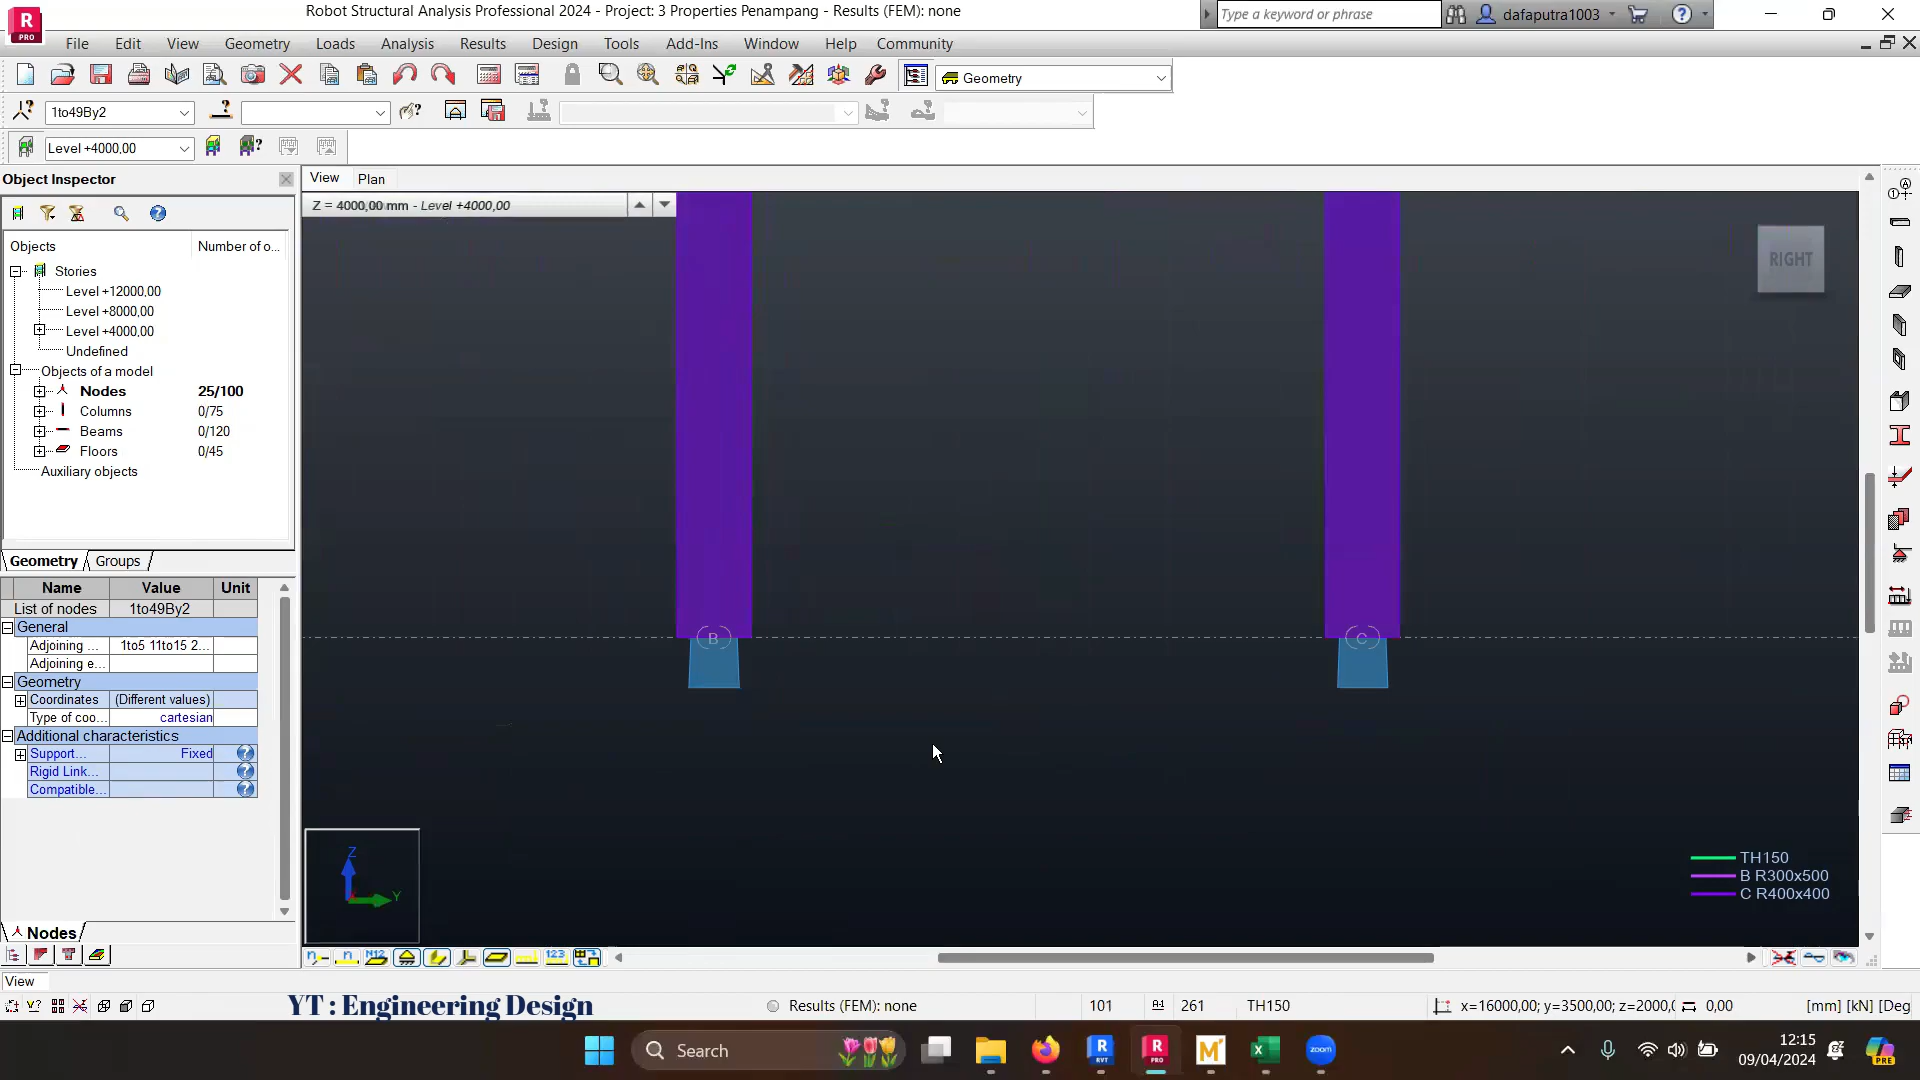 Robot Structural Analysis Professional 2024 - Project: 3 Properties Penampang - Results (FEM): none
Type a keyword or phrase
dafaputra1003
R
PRO
File Edit View Geometry Loads Analysis Results Design Tools Add-Ins Window Help Community
Geometry
1to49By2
Level +4000,00
Object Inspector
View Plan
Z = 4000,00 mm - Level +4000,00
Objects Number of o...
Stories
Level +12000,00
Level +8000,00
Level +4000,00
Undefined
Objects of a model
Nodes 25/100
Columns 0/75
Beams 0/120
Floors 0/45
Auxiliary objects
Geometry Groups
Name Value Unit
List of nodes 1to49By2
General
Adjoining ... 1to5 11to15 2...
Adjoining e...
Geometry
Coordinates (Different values)
Type of coo... cartesian
Additional characteristics
Support... Fixed
Rigid Link...
Compatible...
Nodes
RIGHT
B
C
Z
Y
TH150
B R300x500
C R400x400
View
YT : Engineering Design
Results (FEM): none
101
261
TH150
x=16000,00; y=3500,00; z=2000,0
0,00
[mm] [kN] [Deg
Search
zoom
12:15
09/04/2024